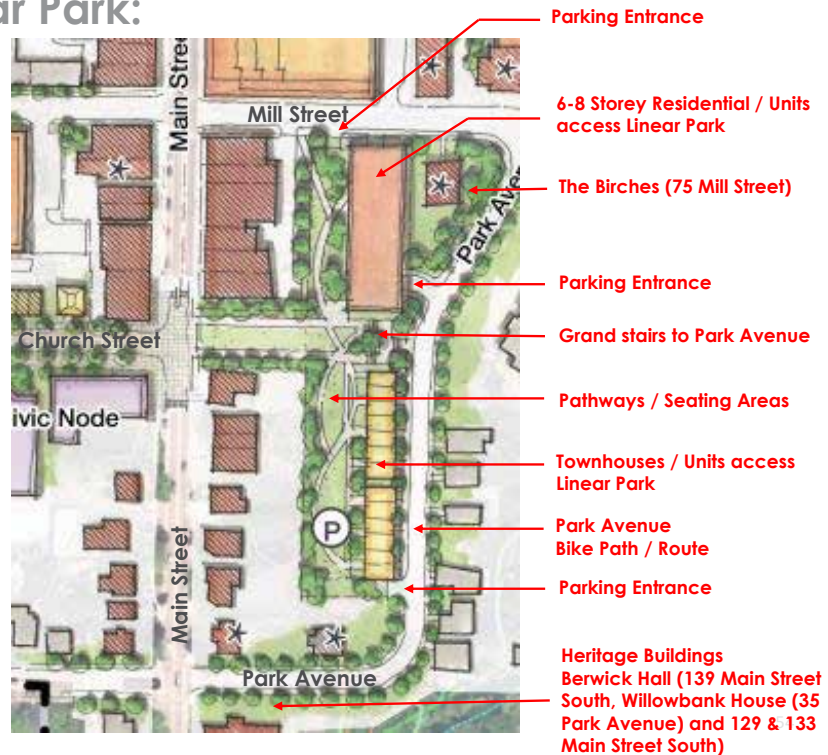 ar Park:
Parking Entrance
6-8 Storey Residential / Units
access Linear Park
The Birches (75 Mill Street)
Parking Entrance
Grand stairs to Park Avenue
Pathways / Seating Areas
Townhouses / Units access
Linear Park
Park Avenue
Bike Path / Route
Parking Entrance
Heritage Buildings
Berwick Hall (139 Main Street
South, Willowbank House (35
Park Avenue) and 129 & 133
Main Street South)
Main Stree
Mill Street
Park Aven
Church Street
ivic Node
P
Main Street
Park Avenue